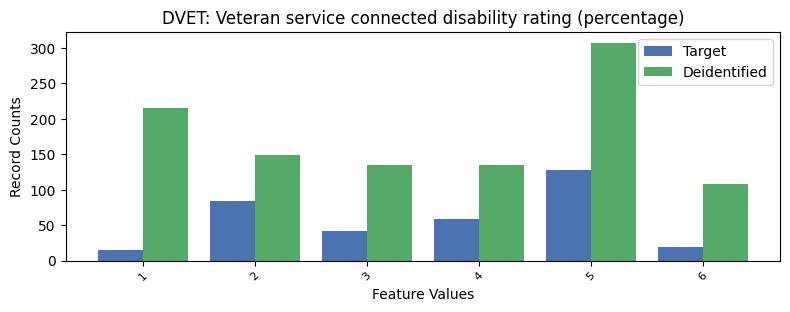 DVET: Veteran service connected disability rating (percentage)
Target
Deidentified
Record Counts
300
250
200
150
100
50
0
1 2 3 4 5 6
Feature Values